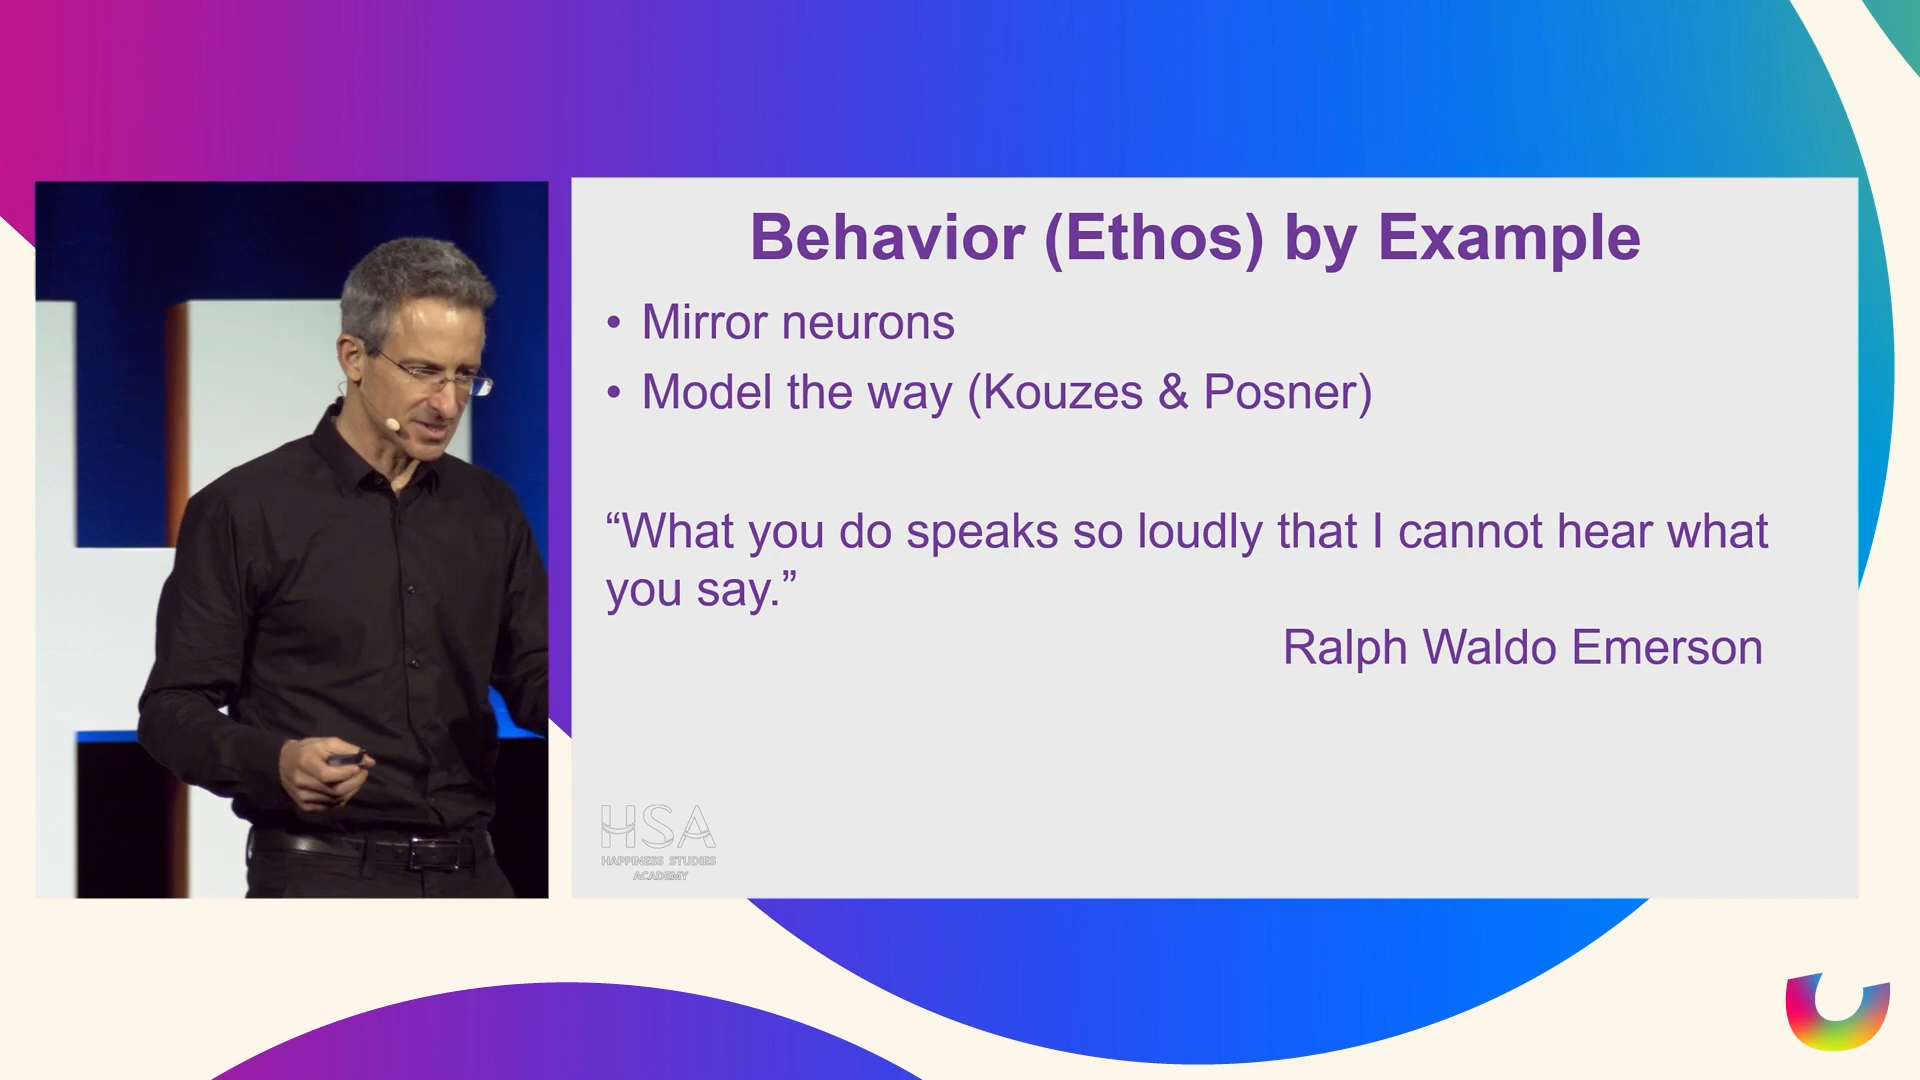 Behavior (Ethos) by Example
• Mirror neurons
• Model the way (Kouzes & Posner)
“What you do speaks so loudly that I cannot hear what
you say.”
Ralph Waldo Emerson
HSA
HAPPINESS STUDIES
ACADEMY